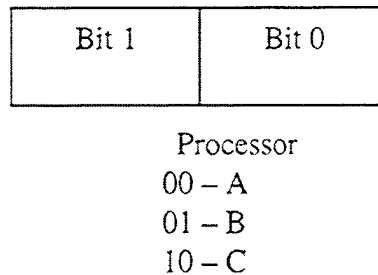 Bit 1 Bit 0
Processor
00 – A
01 – B
10 – C